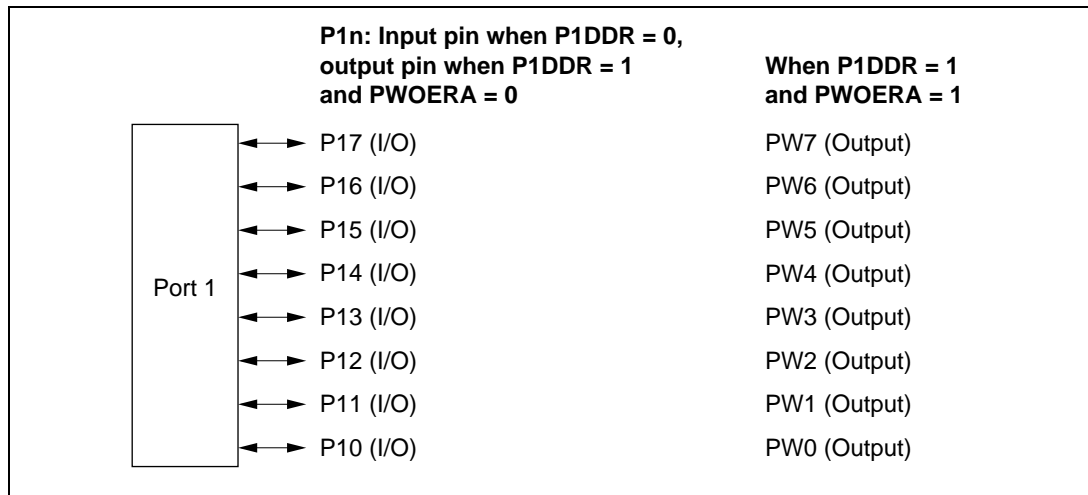 P1n: Input pin when P1DDR = 0,
output pin when P1DDR = 1
and PWOERA = 0
When P1DDR = 1
and PWOERA = 1
Port 1
P17 (I/O) PW7 (Output)
P16 (I/O) PW6 (Output)
P15 (I/O) PW5 (Output)
P14 (I/O) PW4 (Output)
P13 (I/O) PW3 (Output)
P12 (I/O) PW2 (Output)
P11 (I/O) PW1 (Output)
P10 (I/O) PW0 (Output)